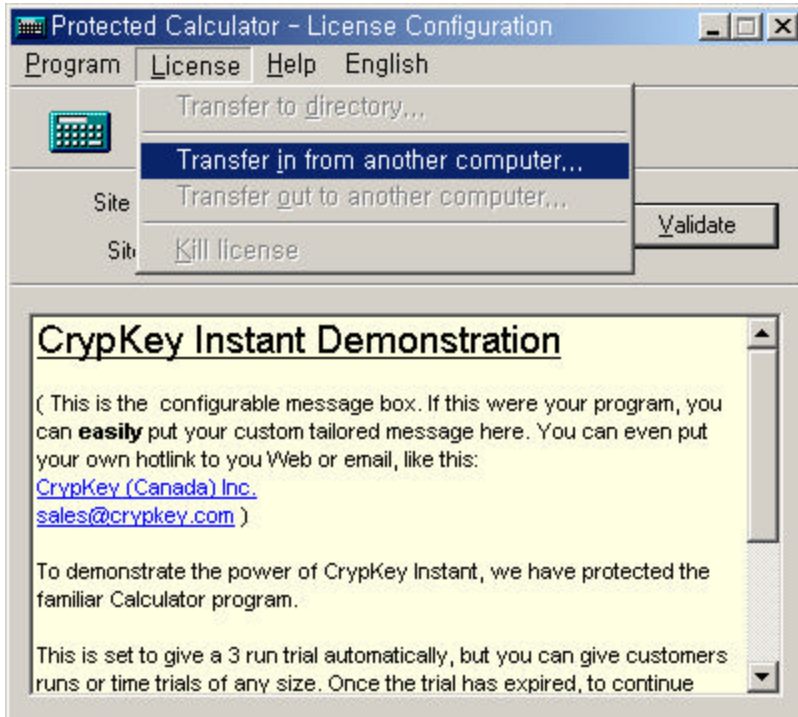 Protected Calculator - License Configuration
Program License Help English
Transfer to directory...
Transfer in from another computer...
Site
Transfer out to another computer...
Validate
Kill license
CrypKey Instant Demonstration
( This is the configurable message box. If this were your program, you
can easily put your custom tailored message here. You can even put
your own hotlink to you Web or email, like this:
CrypKey (Canada) Inc.
sales@crypkey.com )
To demonstrate the power of CrypKey Instant, we have protected the
familiar Calculator program.
This is set to give a 3 run trial automatically, but you can give customers
runs or time trials of any size. Once the trial has expired, to continue